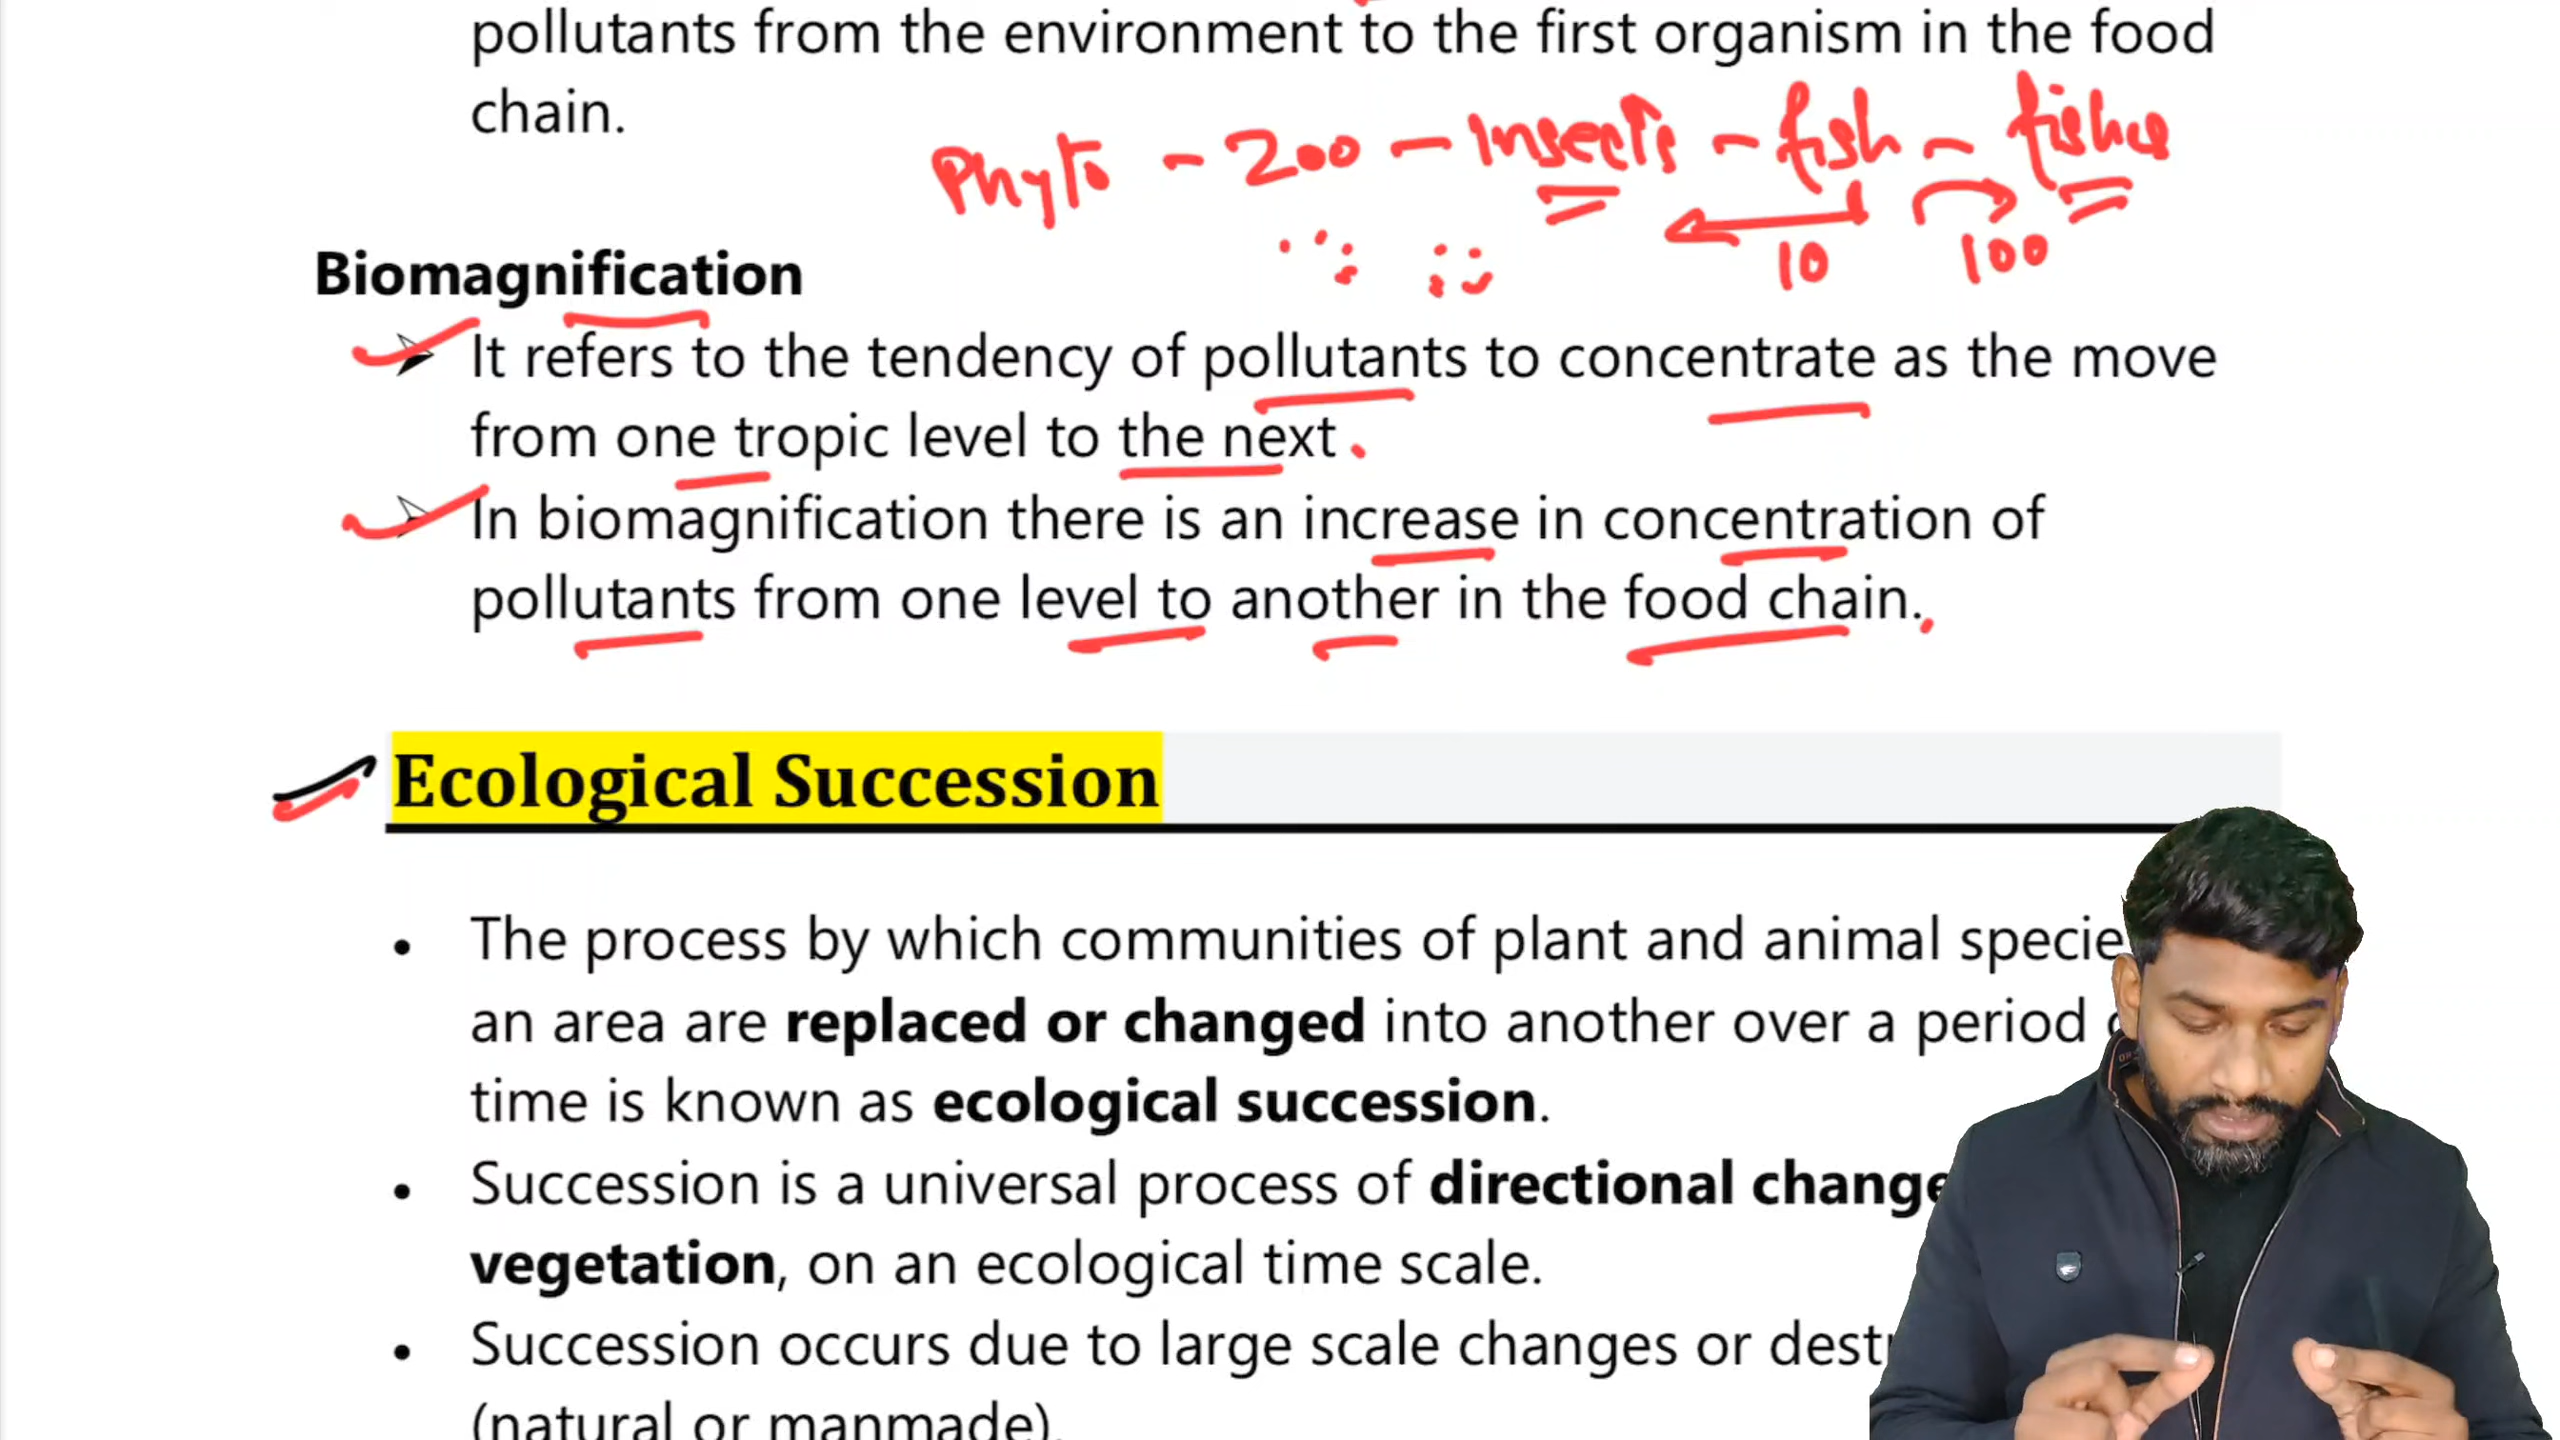 pollutants from the environment to the first organism in the food
chain.
Phyto - 200 - Insects - fish - fishes
10 100
Biomagnification
It refers to the tendency of pollutants to concentrate as the move
from one tropic level to the next.
In biomagnification there is an increase in concentration of
pollutants from one level to another in the food chain.
Ecological Succession
• The process by which communities of plant and animal specie
an area are replaced or changed into another over a period
time is known as ecological succession.
• Succession is a universal process of directional change
vegetation, on an ecological time scale.
• Succession occurs due to large scale changes or dest
(natural or manmade).